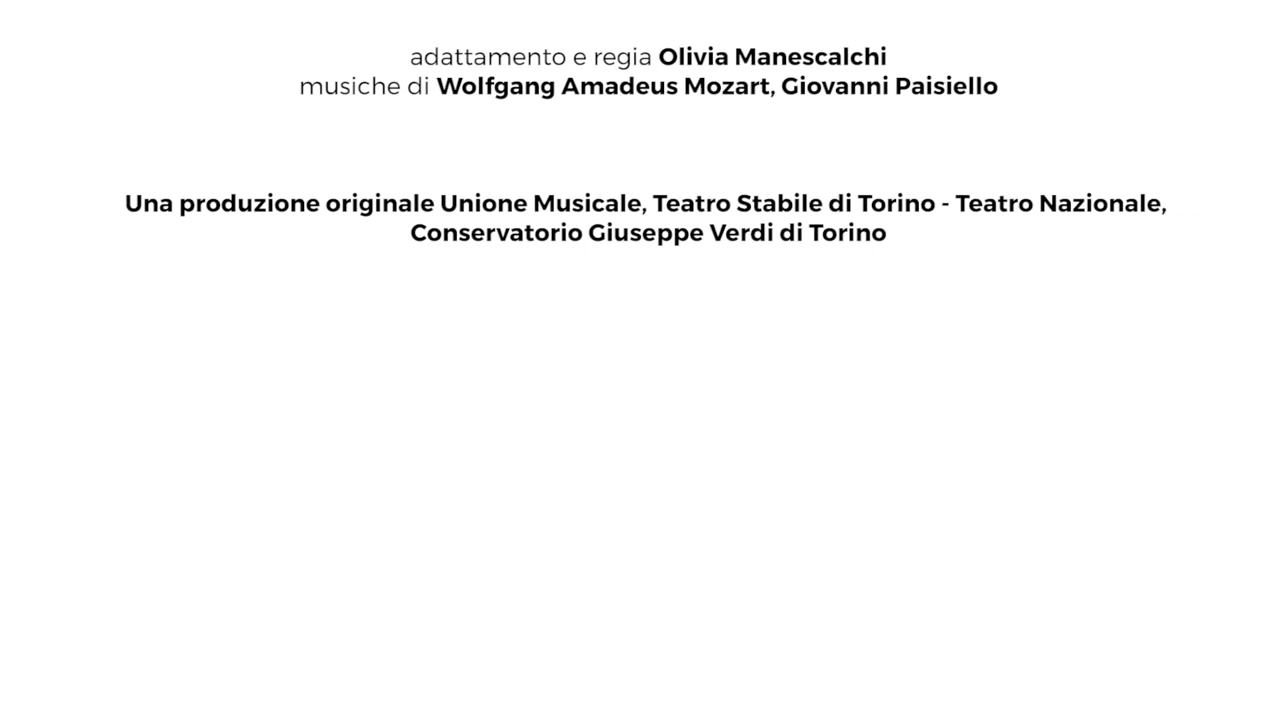 adattamento e regia Olivia Manescalchi
musiche di Wolfgang Amadeus Mozart, Giovanni Paisiello
Una produzione originale Unione Musicale, Teatro Stabile di Torino - Teatro Nazionale,
Conservatorio Giuseppe Verdi di Torino